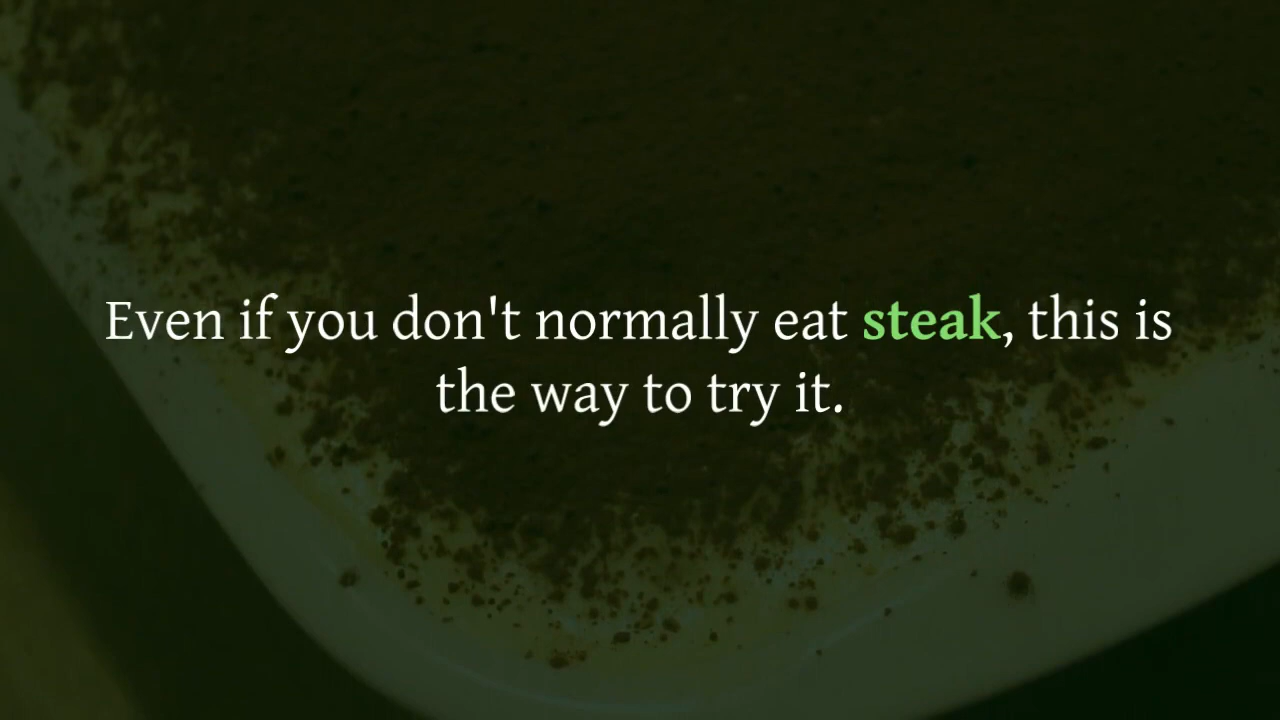 Even if you don't normally eat steak, this is
the way to try it.